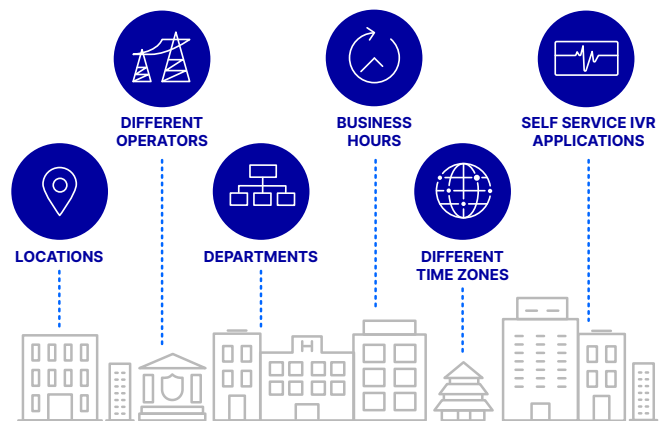 DIFFERENT
OPERATORS
BUSINESS
HOURS
SELF SERVICE IVR
APPLICATIONS
LOCATIONS
DEPARTMENTS
DIFFERENT
TIME ZONES
H